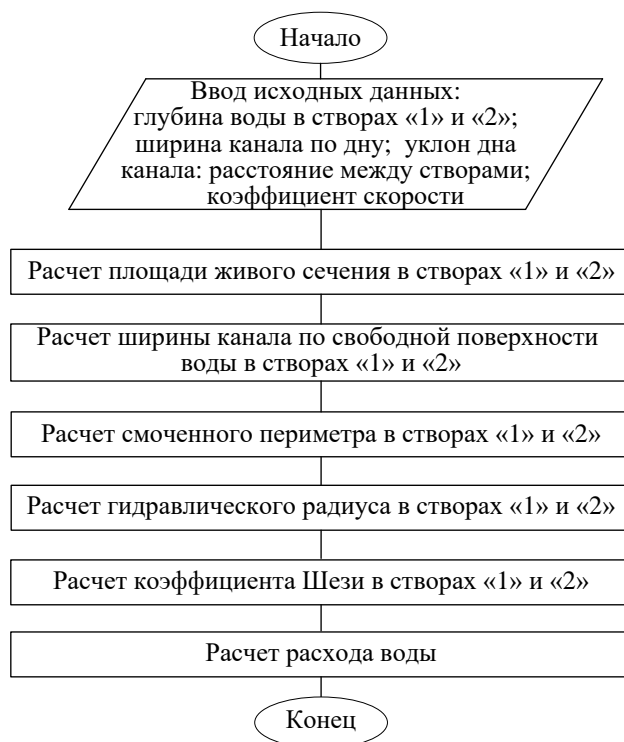 Начало
Ввод исходных данных:
глубина воды в створах «1» и «2»;
ширина канала по дну; уклон дна
канала: расстояние между створами;
коэффициент скорости
Расчет площади живого сечения в створах «1» и «2»
Расчет ширины канала по свободной поверхности
воды в створах «1» и «2»
Расчет смоченного периметра в створах «1» и «2»
Расчет гидравлического радиуса в створах «1» и «2»
Расчет коэффициента Шези в створах «1» и «2»
Расчет расхода воды
Конец